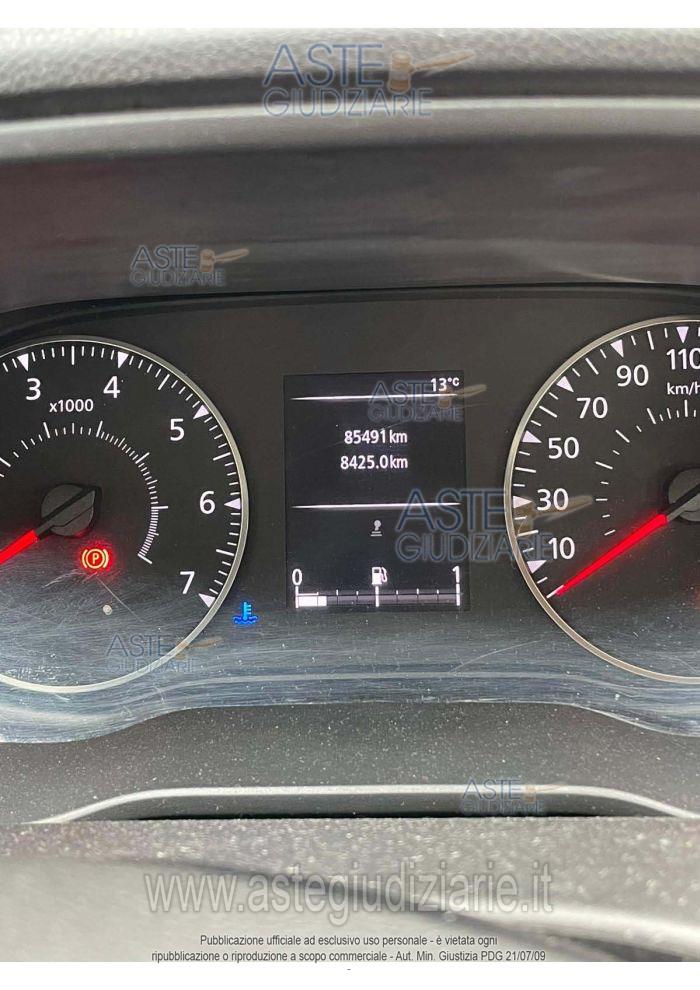 ASTE
GIUDIZIARIE
ASTE
GIUDIZIARIE
13°C
ASTE
GIUDIZIARIE
3 4 5 6 7
x1000
85491 km
8425.0 km
10 30 50 70 90 110
km/h
ASTE
GIUDIZIARIE
P
0 1
ASTE
GIUDIZIARIE
ASTE
GIUDIZIARIE
www.astegiudiziarie.it
Pubblicazione ufficiale ad esclusivo uso personale - è vietata ogni
ripubblicazione o riproduzione a scopo commerciale - Aut. Min. Giustizia PDG 21/07/09